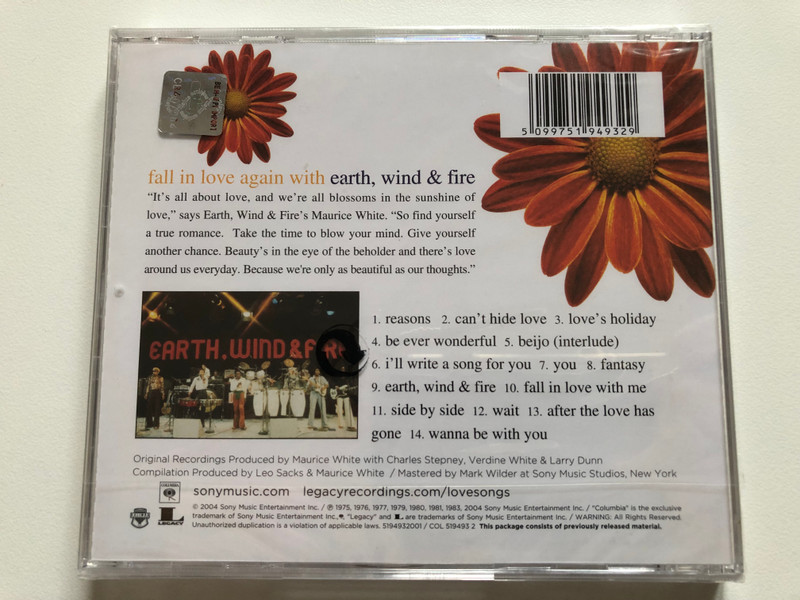 5 099751 949329
fall in love again with earth, wind & fire
“It's all about love, and we're all blossoms in the sunshine of
love,” says Earth, Wind & Fire's Maurice White. “So find yourself
a true romance. Take the time to blow your mind. Give yourself
another chance. Beauty's in the eye of the beholder and there's love
around us everyday. Because we're only as beautiful as our thoughts.”
EARTH, WIND & FIRE
1. reasons 2. can't hide love 3. love's holiday
4. be ever wonderful 5. beijo (interlude)
6. i'll write a song for you 7. you 8. fantasy
9. earth, wind & fire 10. fall in love with me
11. side by side 12. wait 13. after the love has
gone 14. wanna be with you
Original Recordings Produced by Maurice White with Charles Stepney, Verdine White & Larry Dunn
Compilation Produced by Leo Sacks & Maurice White / Mastered by Mark Wilder at Sony Music Studios, New York
COLUMBIA sonymusic.com legacyrecordings.com/lovesongs
LEGACY
© 2004 Sony Music Entertainment Inc. / ℗ 1975, 1976, 1977, 1979, 1980, 1981, 1983, 2004 Sony Music Entertainment Inc. / "Columbia" is the exclusive
trademark of Sony Music Entertainment Inc., "Legacy" and L are trademarks of Sony Music Entertainment Inc. / WARNING: All Rights Reserved.
Unauthorized duplication is a violation of applicable laws. 5194932001 / COL 519493 2 This package consists of previously released material.